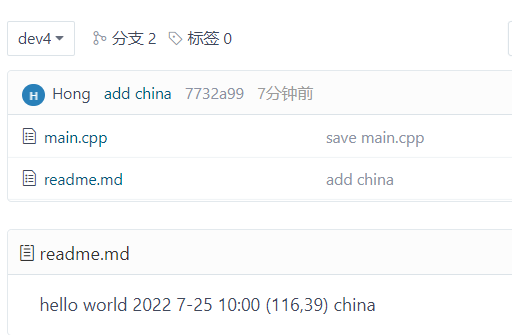 dev4 分支 2 标签 0
H Hong add china 7732a99 7分钟前
main.cpp save main.cpp
readme.md add china
readme.md
hello world 2022 7-25 10:00 (116,39) china